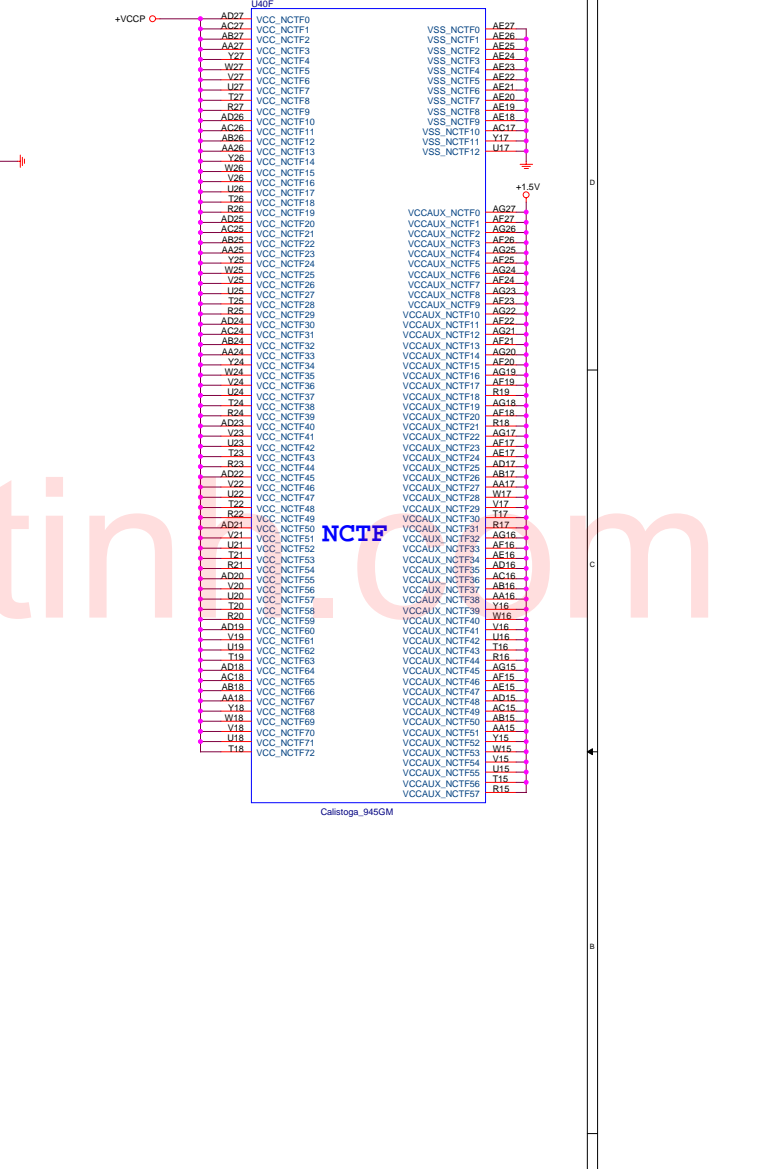 U40F
+VCCP
AD27 VCC_NCTF0
AC27 VCC_NCTF1
AB27 VCC_NCTF2
AA27 VCC_NCTF3
Y27 VCC_NCTF4
W27 VCC_NCTF5
V27 VCC_NCTF6
U27 VCC_NCTF7
T27 VCC_NCTF8
R27 VCC_NCTF9
AD26 VCC_NCTF10
AC26 VCC_NCTF11
AB26 VCC_NCTF12
AA26 VCC_NCTF13
Y26 VCC_NCTF14
W26 VCC_NCTF15
V26 VCC_NCTF16
U26 VCC_NCTF17
T26 VCC_NCTF18
R26 VCC_NCTF19
AD25 VCC_NCTF20
AC25 VCC_NCTF21
AB25 VCC_NCTF22
AA25 VCC_NCTF23
Y25 VCC_NCTF24
W25 VCC_NCTF25
V25 VCC_NCTF26
U25 VCC_NCTF27
T25 VCC_NCTF28
R25 VCC_NCTF29
AD24 VCC_NCTF30
AC24 VCC_NCTF31
AB24 VCC_NCTF32
AA24 VCC_NCTF33
Y24 VCC_NCTF34
W24 VCC_NCTF35
V24 VCC_NCTF36
U24 VCC_NCTF37
T24 VCC_NCTF38
R24 VCC_NCTF39
AD23 VCC_NCTF40
V23 VCC_NCTF41
U23 VCC_NCTF42
T23 VCC_NCTF43
R23 VCC_NCTF44
AD22 VCC_NCTF45
V22 VCC_NCTF46
U22 VCC_NCTF47
T22 VCC_NCTF48
R22 VCC_NCTF49
AD21 VCC_NCTF50
V21 VCC_NCTF51
U21 VCC_NCTF52
T21 VCC_NCTF53
R21 VCC_NCTF54
AD20 VCC_NCTF55
V20 VCC_NCTF56
U20 VCC_NCTF57
T20 VCC_NCTF58
R20 VCC_NCTF59
AD19 VCC_NCTF60
V19 VCC_NCTF61
U19 VCC_NCTF62
T19 VCC_NCTF63
AD18 VCC_NCTF64
AC18 VCC_NCTF65
AB18 VCC_NCTF66
AA18 VCC_NCTF67
Y18 VCC_NCTF68
W18 VCC_NCTF69
V18 VCC_NCTF70
U18 VCC_NCTF71
T18 VCC_NCTF72
NCTF
VSS_NCTF0 AE27
VSS_NCTF1 AE26
VSS_NCTF2 AE25
VSS_NCTF3 AE24
VSS_NCTF4 AE23
VSS_NCTF5 AE22
VSS_NCTF6 AE21
VSS_NCTF7 AE20
VSS_NCTF8 AE19
VSS_NCTF9 AE18
VSS_NCTF10 AC17
VSS_NCTF11 Y17
VSS_NCTF12 U17
+1.5V
VCCAUX_NCTF0 AG27
VCCAUX_NCTF1 AF27
VCCAUX_NCTF2 AG26
VCCAUX_NCTF3 AF26
VCCAUX_NCTF4 AG25
VCCAUX_NCTF5 AF25
VCCAUX_NCTF6 AG24
VCCAUX_NCTF7 AF24
VCCAUX_NCTF8 AG23
VCCAUX_NCTF9 AF23
VCCAUX_NCTF10 AG22
VCCAUX_NCTF11 AF22
VCCAUX_NCTF12 AG21
VCCAUX_NCTF13 AF21
VCCAUX_NCTF14 AG20
VCCAUX_NCTF15 AF20
VCCAUX_NCTF16 AG19
VCCAUX_NCTF17 AF19
VCCAUX_NCTF18 R19
VCCAUX_NCTF19 AG18
VCCAUX_NCTF20 AF18
VCCAUX_NCTF21 R18
VCCAUX_NCTF22 AG17
VCCAUX_NCTF23 AF17
VCCAUX_NCTF24 AE17
VCCAUX_NCTF25 AD17
VCCAUX_NCTF26 AB17
VCCAUX_NCTF27 AA17
VCCAUX_NCTF28 W17
VCCAUX_NCTF29 V17
VCCAUX_NCTF30 T17
VCCAUX_NCTF31 R17
VCCAUX_NCTF32 AG16
VCCAUX_NCTF33 AF16
VCCAUX_NCTF34 AE16
VCCAUX_NCTF35 AD16
VCCAUX_NCTF36 AC16
VCCAUX_NCTF37 AB16
VCCAUX_NCTF38 AA16
VCCAUX_NCTF39 Y16
VCCAUX_NCTF40 W16
VCCAUX_NCTF41 V16
VCCAUX_NCTF42 U16
VCCAUX_NCTF43 T16
VCCAUX_NCTF44 R16
VCCAUX_NCTF45 AG15
VCCAUX_NCTF46 AF15
VCCAUX_NCTF47 AE15
VCCAUX_NCTF48 AD15
VCCAUX_NCTF49 AC15
VCCAUX_NCTF50 AB15
VCCAUX_NCTF51 AA15
VCCAUX_NCTF52 Y15
VCCAUX_NCTF53 W15
VCCAUX_NCTF54 V15
VCCAUX_NCTF55 U15
VCCAUX_NCTF56 T15
VCCAUX_NCTF57 R15
Calistoga_945GM
D
C
B